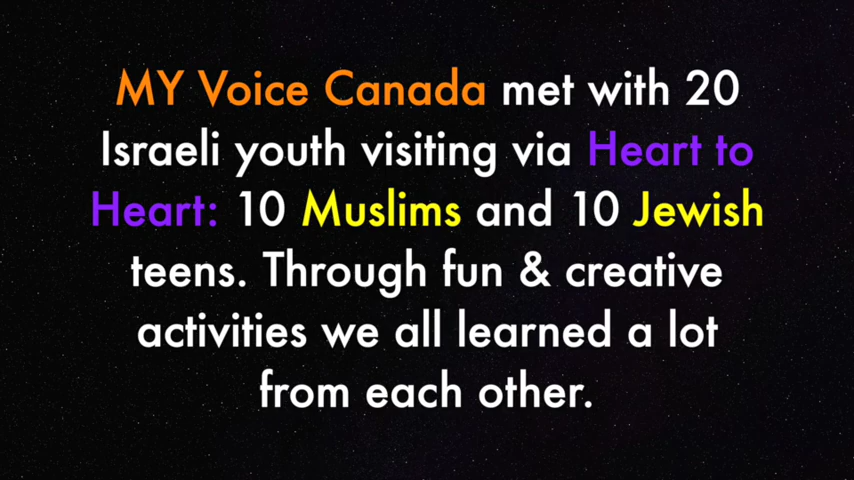 MY Voice Canada met with 20
Israeli youth visiting via Heart to
Heart: 10 Muslims and 10 Jewish
teens. Through fun & creative
activities we all learned a lot
from each other.